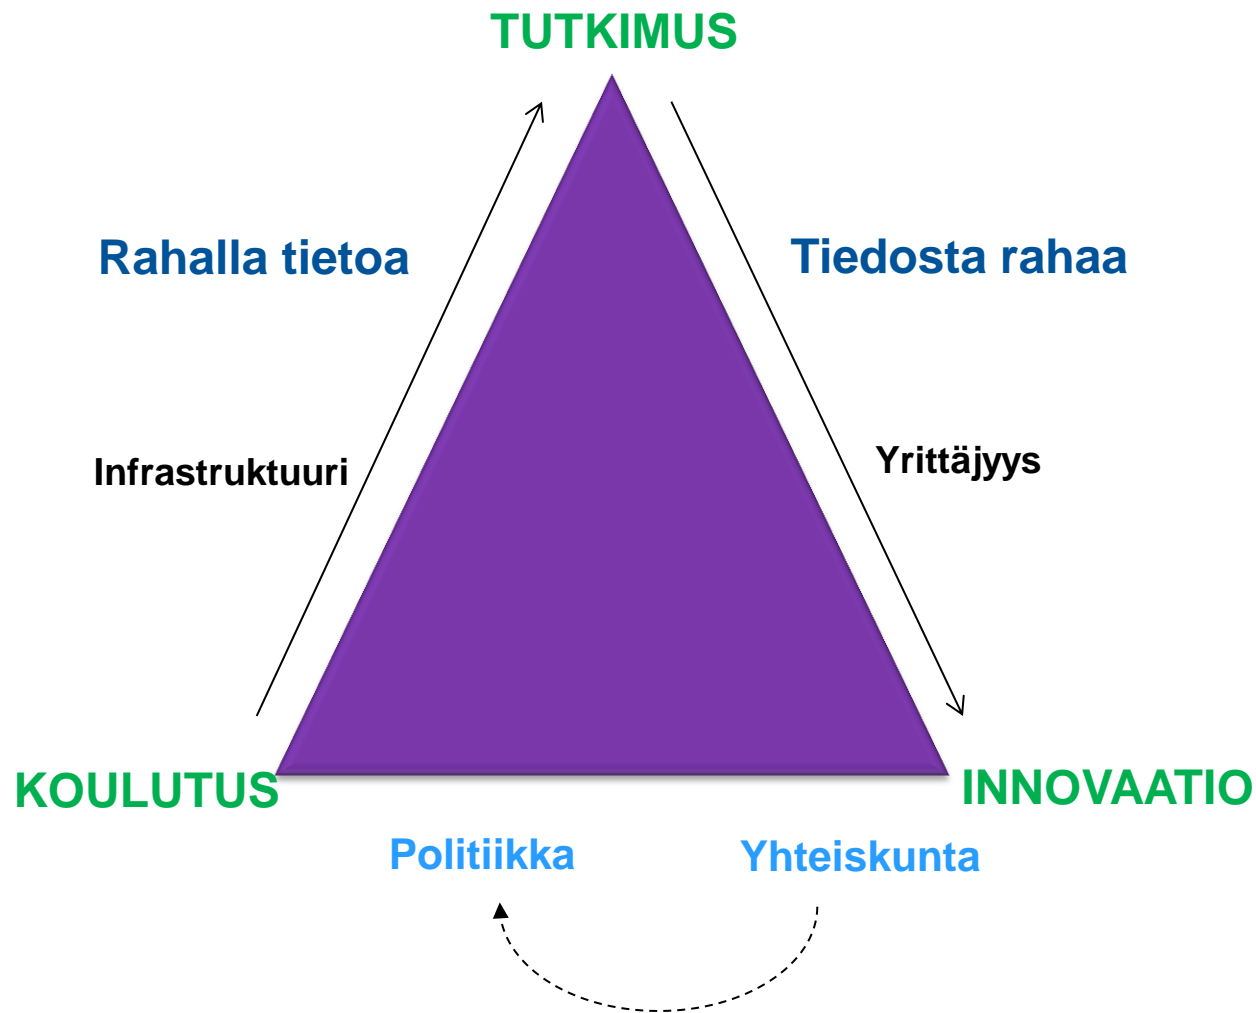 TUTKIMUS
Rahalla tietoa
Tiedosta rahaa
Infrastruktuuri
Yrittäjyys
KOULUTUS
INNOVAATIO
Politiikka
Yhteiskunta